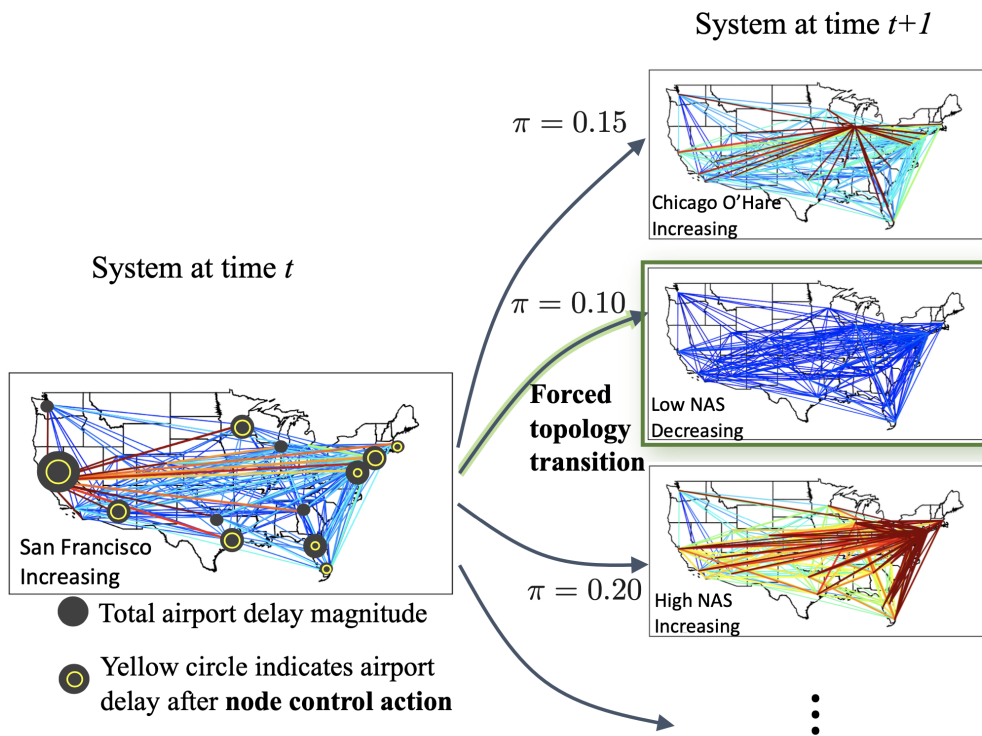 System at time t+1
π = 0.15
Chicago O'Hare
Increasing
System at time t
π = 0.10
Forced
topology
transition
Low NAS
Decreasing
San Francisco
Increasing
π = 0.20
High NAS
Increasing
Total airport delay magnitude
Yellow circle indicates airport
delay after node control action